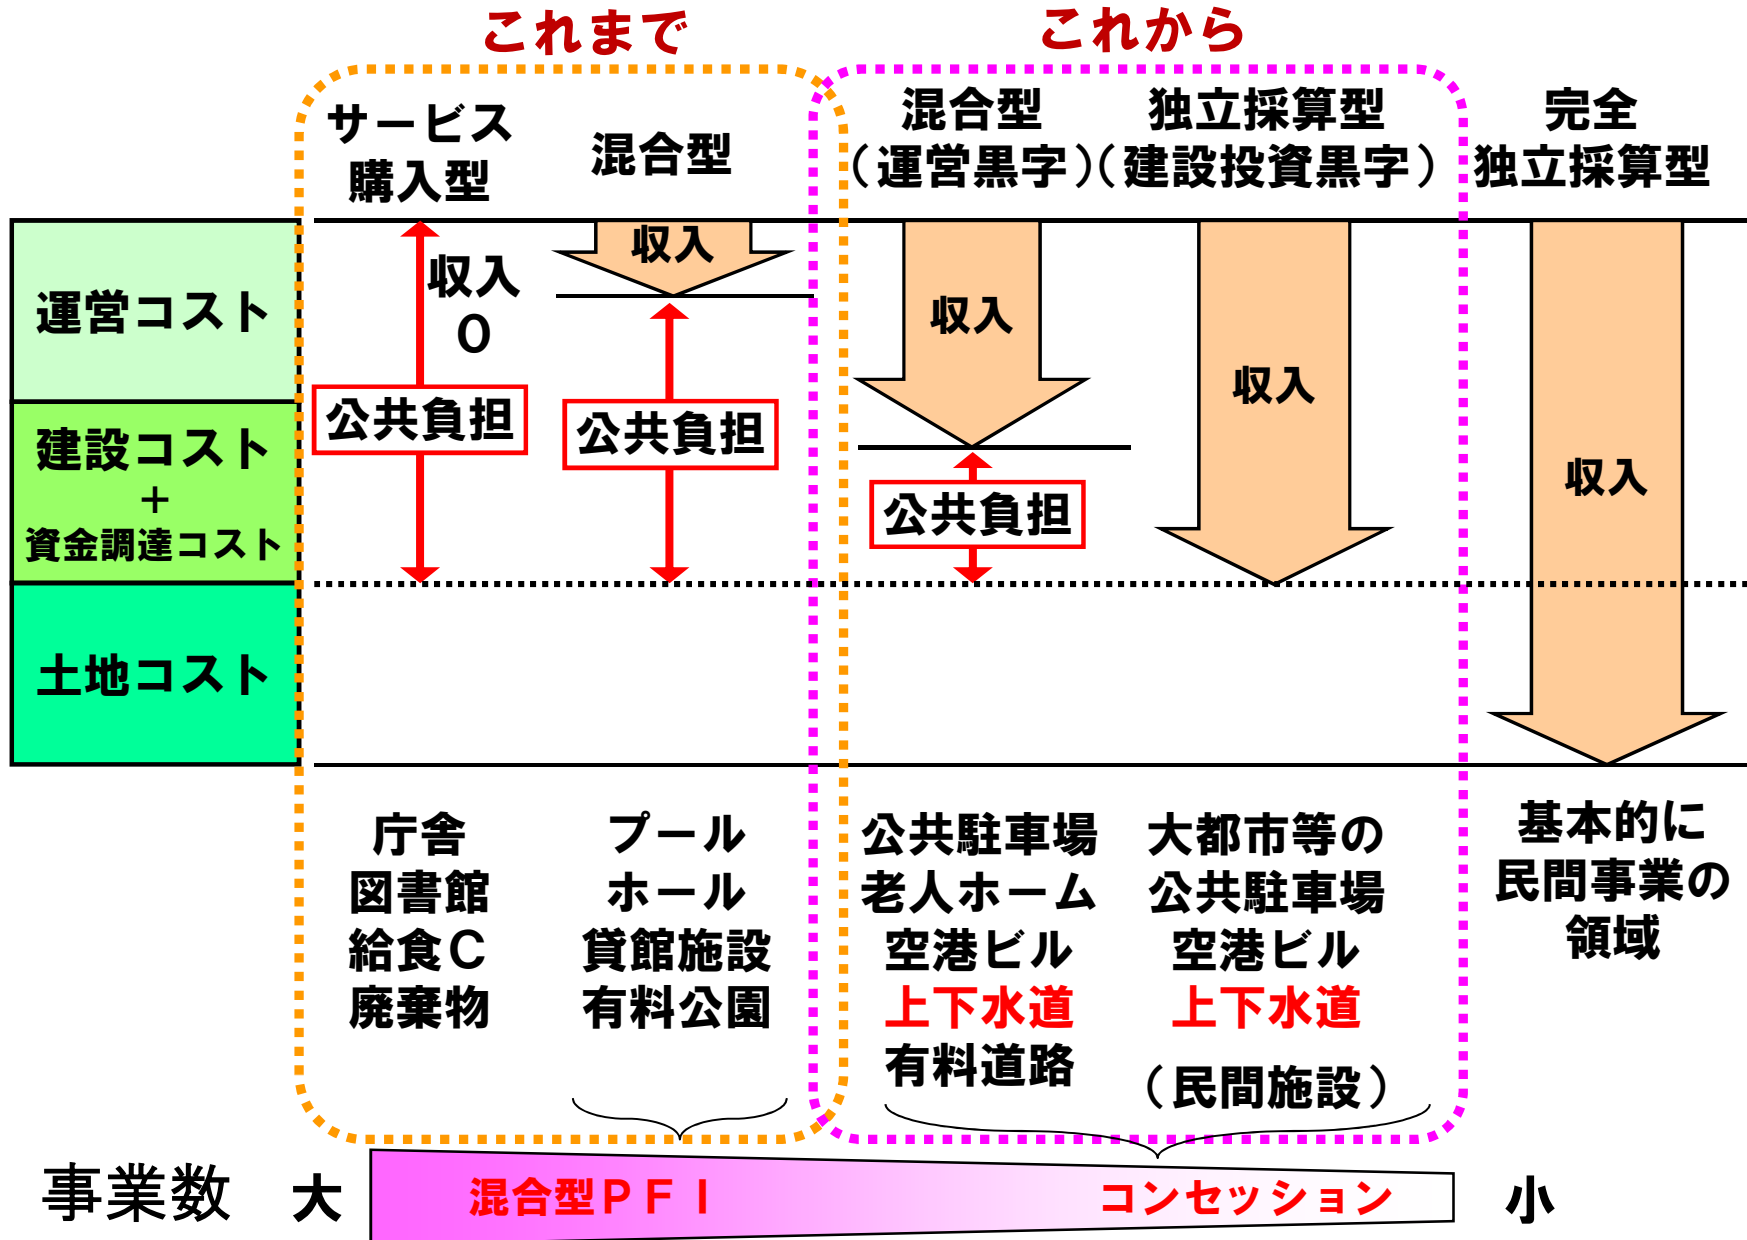 これまで
これから
サービス
購入型
混合型
混合型
（運営黒字）
独立採算型
（建設投資黒字）
完全
独立採算型
運営コスト
建設コスト
＋
資金調達コスト
土地コスト
収入
０
公共負担
収入
公共負担
収入
公共負担
収入
収入
庁舎
図書館
給食Ｃ
廃棄物
プール
ホール
貸館施設
有料公園
公共駐車場
老人ホーム
空港ビル
上下水道
有料道路
大都市等の
公共駐車場
空港ビル
上下水道
（民間施設）
基本的に
民間事業の
領域
事業数
大
混合型ＰＦＩ
コンセッション
小